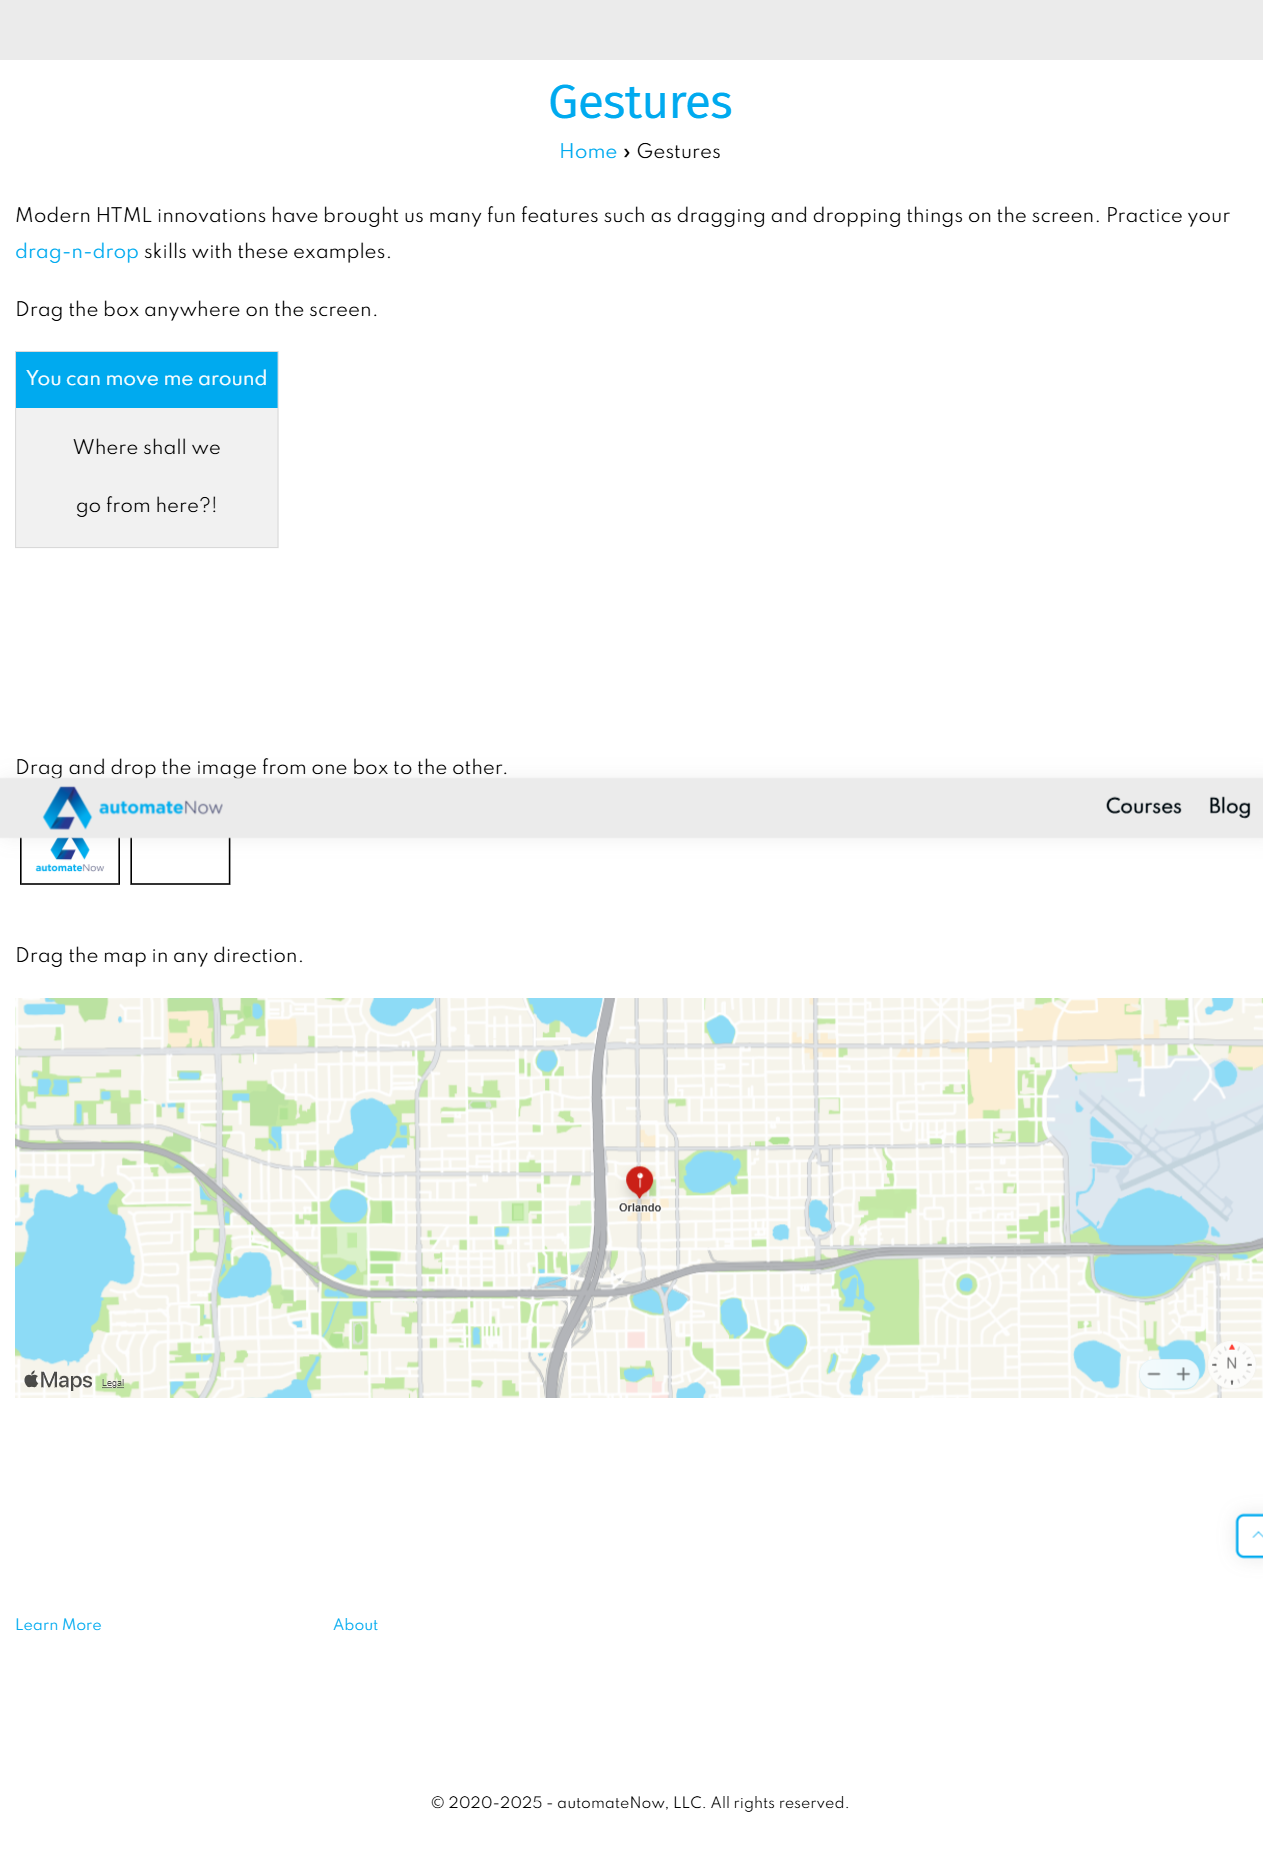 Gestures
Home › Gestures
Modern HTML innovations have brought us many fun features such as dragging and dropping things on the screen. Practice your
drag-n-drop skills with these examples.
Drag the box anywhere on the screen.
You can move me around
Where shall we
go from here?!
Drag and drop the image from one box to the other.
automateNow
Courses
Blog
automateNow
Drag the map in any direction.
Orlando
Maps
Legal
N
Learn More
About
© 2020-2025 - automateNow, LLC. All rights reserved.